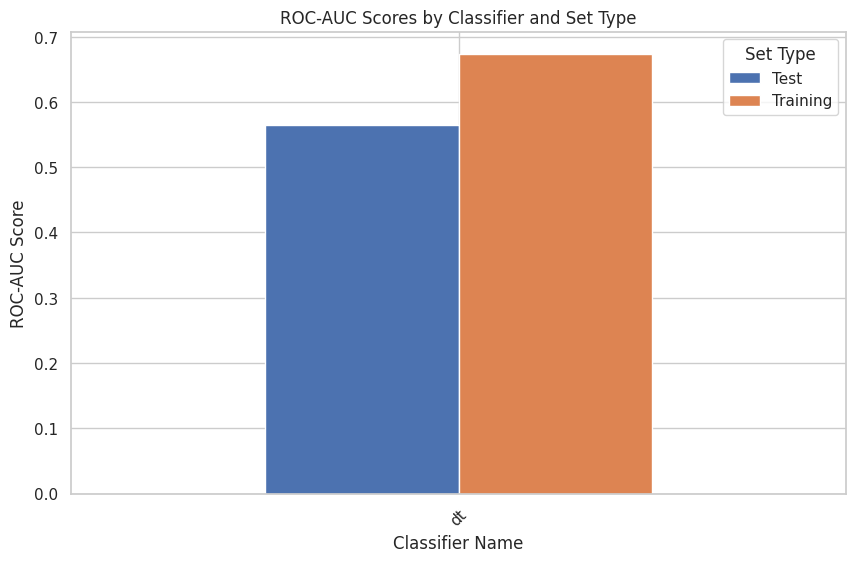 ROC-AUC Scores by Classifier and Set Type
Set Type
Test
Training
ROC-AUC Score
0.7
0.6
0.5
0.4
0.3
0.2
0.1
0.0
dt
Classifier Name